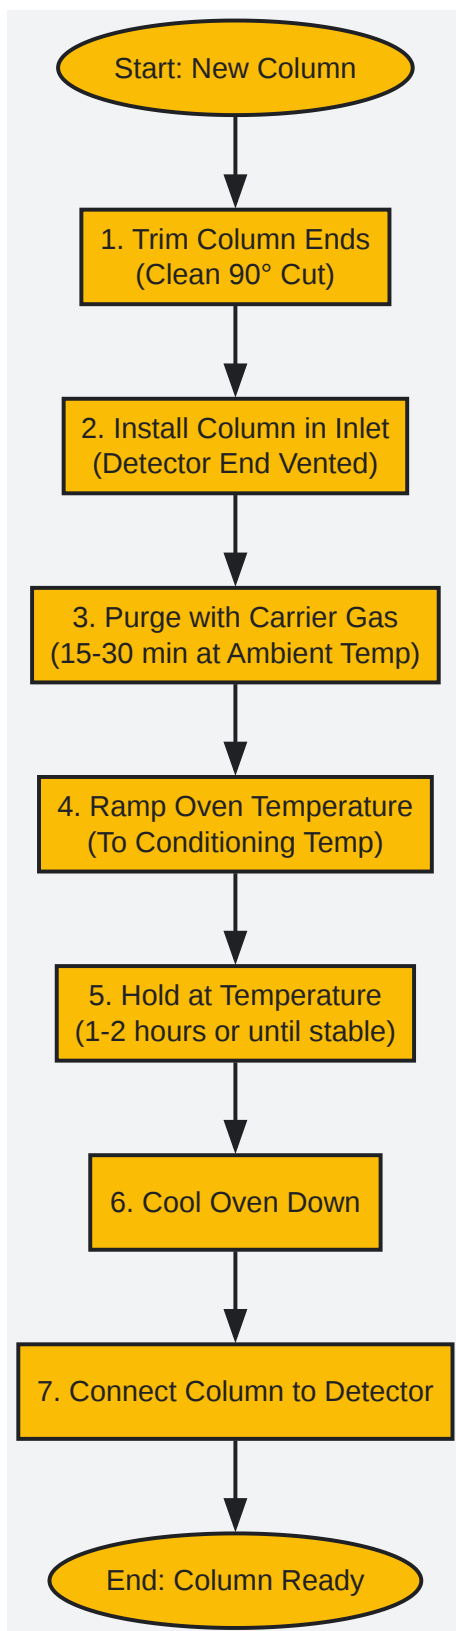 Start: New Column
1. Trim Column Ends
(Clean 90° Cut)
2. Install Column in Inlet
(Detector End Vented)
3. Purge with Carrier Gas
(15-30 min at Ambient Temp)
4. Ramp Oven Temperature
(To Conditioning Temp)
5. Hold at Temperature
(1-2 hours or until stable)
6. Cool Oven Down
7. Connect Column to Detector
End: Column Ready